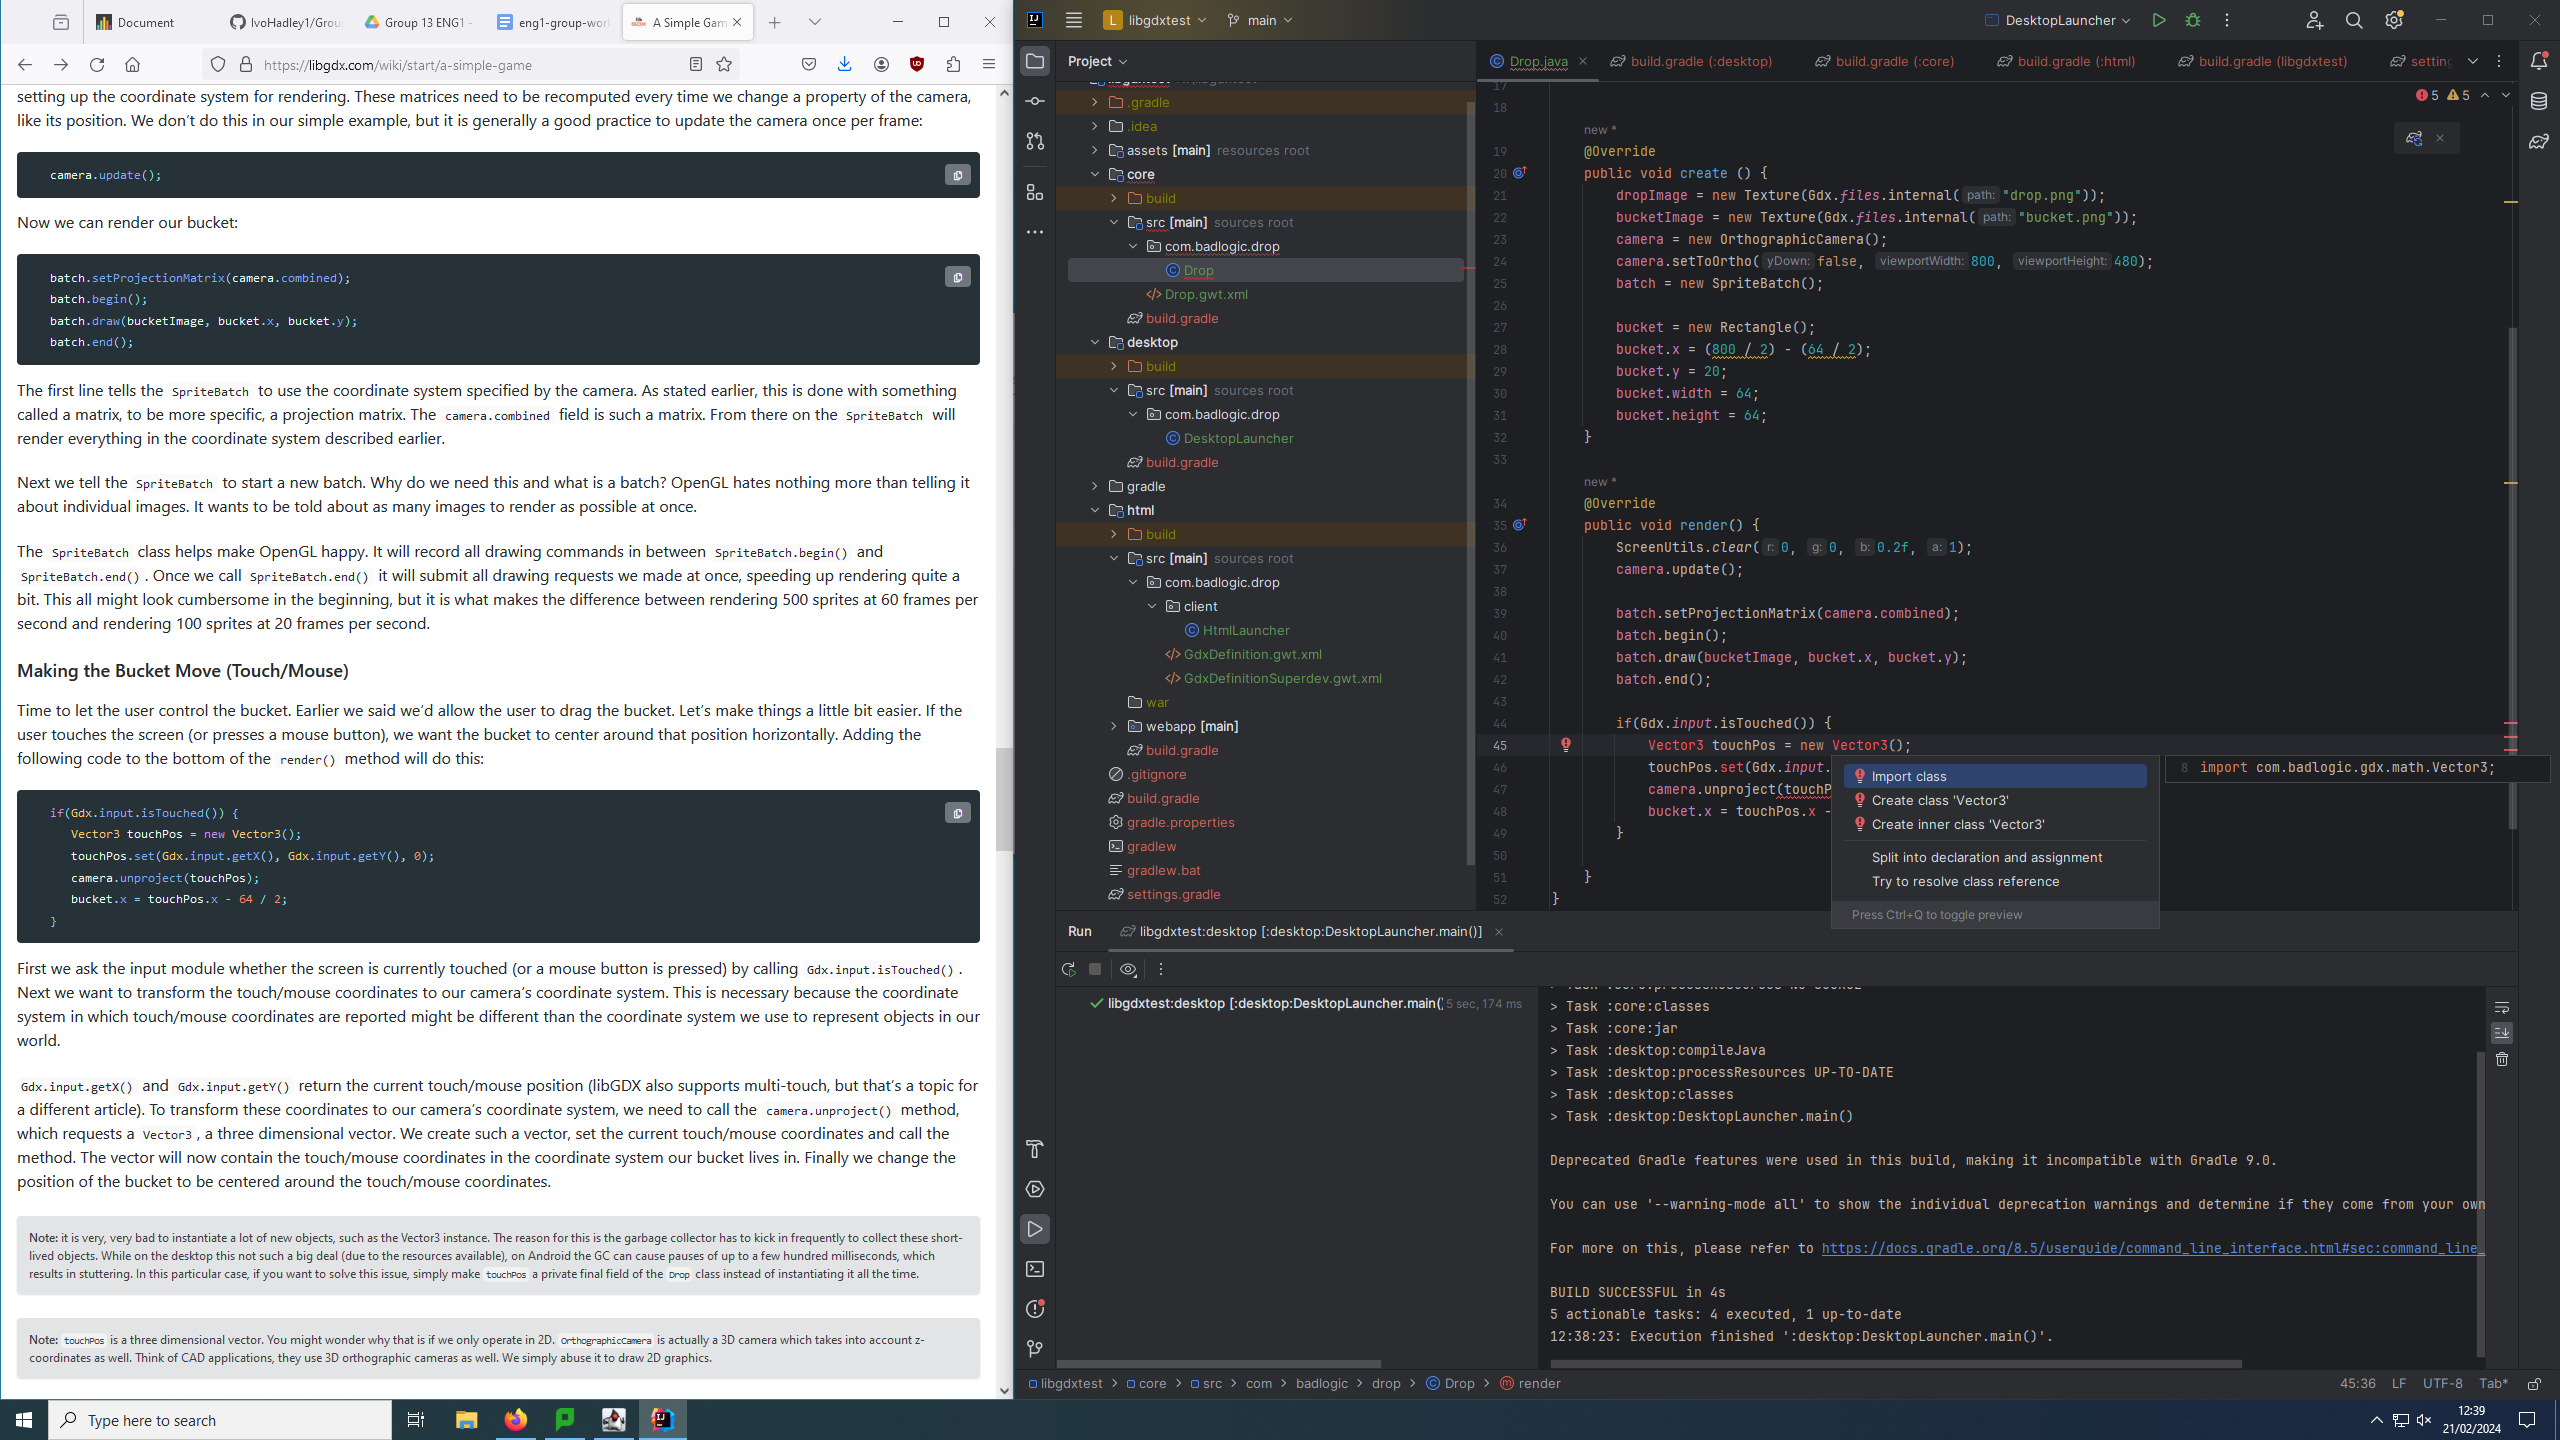 Document
IvoHadley1/Grou
Group 13 ENG1 -
eng1-group-wor
A Simple Gam
https://libgdx.com/wiki/start/a-simple-game
setting up the coordinate system for rendering. These matrices need to be recomputed every time we change a property of the camera,
like its position. We don't do this in our simple example, but it is generally a good practice to update the camera once per frame:
camera.update();
Now we can render our bucket:
batch.setProjectionMatrix(camera.combined);
batch.begin();
batch.draw(bucketImage, bucket.x, bucket.y);
batch.end();
The first line tells the SpriteBatch to use the coordinate system specified by the camera. As stated earlier, this is done with something
called a matrix, to be more specific, a projection matrix. The camera.combined field is such a matrix. From there on the SpriteBatch will
render everything in the coordinate system described earlier.
Next we tell the SpriteBatch to start a new batch. Why do we need this and what is a batch? OpenGL hates nothing more than telling it
about individual images. It wants to be told about as many images to render as possible at once.
The SpriteBatch class helps make OpenGL happy. It will record all drawing commands in between SpriteBatch.begin() and
SpriteBatch.end() . Once we call SpriteBatch.end() it will submit all drawing requests we made at once, speeding up rendering quite a
bit. This all might look cumbersome in the beginning, but it is what makes the difference between rendering 500 sprites at 60 frames per
second and rendering 100 sprites at 20 frames per second.
Making the Bucket Move (Touch/Mouse)
Time to let the user control the bucket. Earlier we said we'd allow the user to drag the bucket. Let's make things a little bit easier. If the
user touches the screen (or presses a mouse button), we want the bucket to center around that position horizontally. Adding the
following code to the bottom of the render() method will do this:
if(Gdx.input.isTouched()) {
Vector3 touchPos = new Vector3();
touchPos.set(Gdx.input.getX(), Gdx.input.getY(), 0);
camera.unproject(touchPos);
bucket.x = touchPos.x - 64 / 2;
}
First we ask the input module whether the screen is currently touched (or a mouse button is pressed) by calling Gdx.input.isTouched() .
Next we want to transform the touch/mouse coordinates to our camera's coordinate system. This is necessary because the coordinate
system in which touch/mouse coordinates are reported might be different than the coordinate system we use to represent objects in our
world.
Gdx.input.getX() and Gdx.input.getY() return the current touch/mouse position (libGDX also supports multi-touch, but that's a topic for
a different article). To transform these coordinates to our camera's coordinate system, we need to call the camera.unproject() method,
which requests a Vector3 , a three dimensional vector. We create such a vector, set the current touch/mouse coordinates and call the
method. The vector will now contain the touch/mouse coordinates in the coordinate system our bucket lives in. Finally we change the
position of the bucket to be centered around the touch/mouse coordinates.
Note: it is very, very bad to instantiate a lot of new objects, such as the Vector3 instance. The reason for this is the garbage collector has to kick in frequently to collect these short-
lived objects. While on the desktop this not such a big deal (due to the resources available), on Android the GC can cause pauses of up to a few hundred milliseconds, which
results in stuttering. In this particular case, if you want to solve this issue, simply make touchPos a private final field of the Drop class instead of instantiating it all the time.
Note: touchPos is a three dimensional vector. You might wonder why that is if we only operate in 2D. OrthographicCamera is actually a 3D camera which takes into account z-
coordinates as well. Think of CAD applications, they use 3D orthographic cameras as well. We simply abuse it to draw 2D graphics.
L libgdxtest main DesktopLauncher
Project
.gradle
.idea
assets [main] resources root
core
build
src [main] sources root
com.badlogic.drop
Drop
Drop.gwt.xml
build.gradle
desktop
build
src [main] sources root
com.badlogic.drop
DesktopLauncher
build.gradle
gradle
html
build
src [main] sources root
com.badlogic.drop
client
HtmlLauncher
GdxDefinition.gwt.xml
GdxDefinitionSuperdev.gwt.xml
war
webapp [main]
build.gradle
.gitignore
build.gradle
gradle.properties
gradlew
gradlew.bat
settings.gradle
Drop.java
build.gradle (:desktop)
build.gradle (:core)
build.gradle (:html)
build.gradle (libgdxtest)
setting
5 5
17
18
new *
19 @Override
20 public void create () {
21 dropImage = new Texture(Gdx.files.internal( path: "drop.png"));
22 bucketImage = new Texture(Gdx.files.internal( path: "bucket.png"));
23 camera = new OrthographicCamera();
24 camera.setToOrtho( yDown: false, viewportWidth: 800, viewportHeight: 480);
25 batch = new SpriteBatch();
26
27 bucket = new Rectangle();
28 bucket.x = (800 / 2) - (64 / 2);
29 bucket.y = 20;
30 bucket.width = 64;
31 bucket.height = 64;
32 }
33
new *
34 @Override
35 public void render() {
36 ScreenUtils.clear( r: 0, g: 0, b: 0.2f, a: 1);
37 camera.update();
38
39 batch.setProjectionMatrix(camera.combined);
40 batch.begin();
41 batch.draw(bucketImage, bucket.x, bucket.y);
42 batch.end();
43
44 if(Gdx.input.isTouched()) {
45 Vector3 touchPos = new Vector3();
46 touchPos.set(Gdx.input.
47 camera.unproject(touchP
48 bucket.x = touchPos.x -
49 }
50
51 }
52 }
Import class
Create class 'Vector3'
Create inner class 'Vector3'
Split into declaration and assignment
Try to resolve class reference
Press Ctrl+Q to toggle preview
8 import com.badlogic.gdx.math.Vector3;
Run libgdxtest:desktop [:desktop:DesktopLauncher.main()]
libgdxtest:desktop [:desktop:DesktopLauncher.main() 5 sec, 174 ms
> Task :core:classes
> Task :core:jar
> Task :desktop:compileJava
> Task :desktop:processResources UP-TO-DATE
> Task :desktop:classes
> Task :desktop:DesktopLauncher.main()
Deprecated Gradle features were used in this build, making it incompatible with Gradle 9.0.
You can use '--warning-mode all' to show the individual deprecation warnings and determine if they come from your own
For more on this, please refer to https://docs.gradle.org/8.5/userguide/command_line_interface.html#sec:command_line_
BUILD SUCCESSFUL in 4s
5 actionable tasks: 4 executed, 1 up-to-date
12:38:23: Execution finished ':desktop:DesktopLauncher.main()'.
libgdxtest > core > src > com > badlogic > drop > Drop > render
45:36 LF UTF-8 Tab*
Type here to search
12:39
21/02/2024